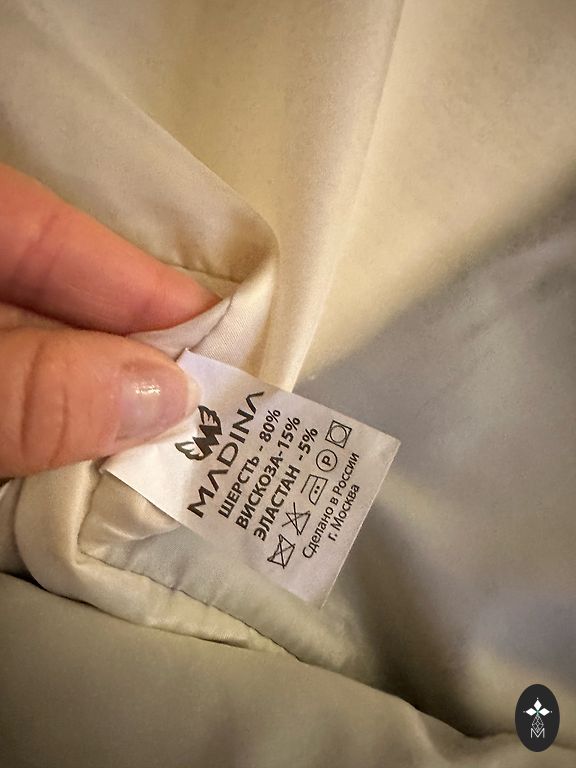 MADINA
ШЕРСТЬ - 80%
ВИСКОЗА-15%
ЭЛАСТАН -5%
P
Сделано в России
г. Москва
M